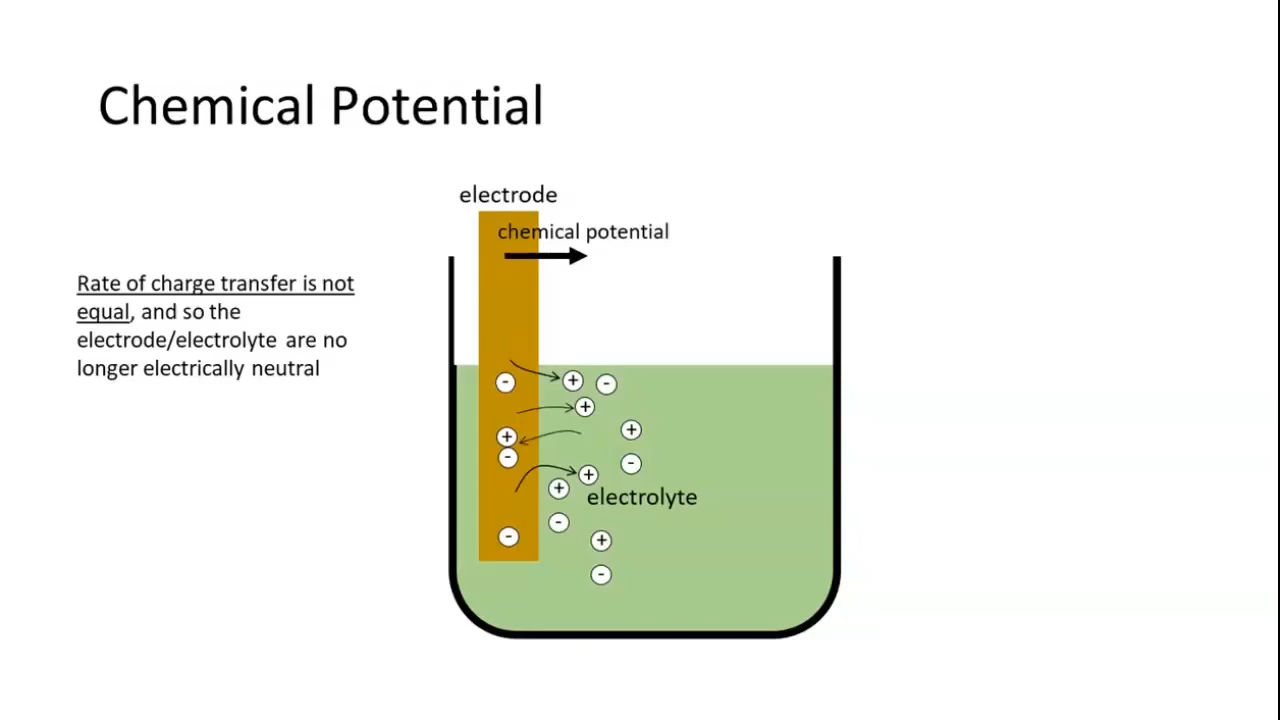 Chemical Potential
electrode
chemical potential
Rate of charge transfer is not
equal, and so the
electrode/electrolyte are no
longer electrically neutral
- + -
+
+ +
- -
+
+ electrolyte
-
- +
-